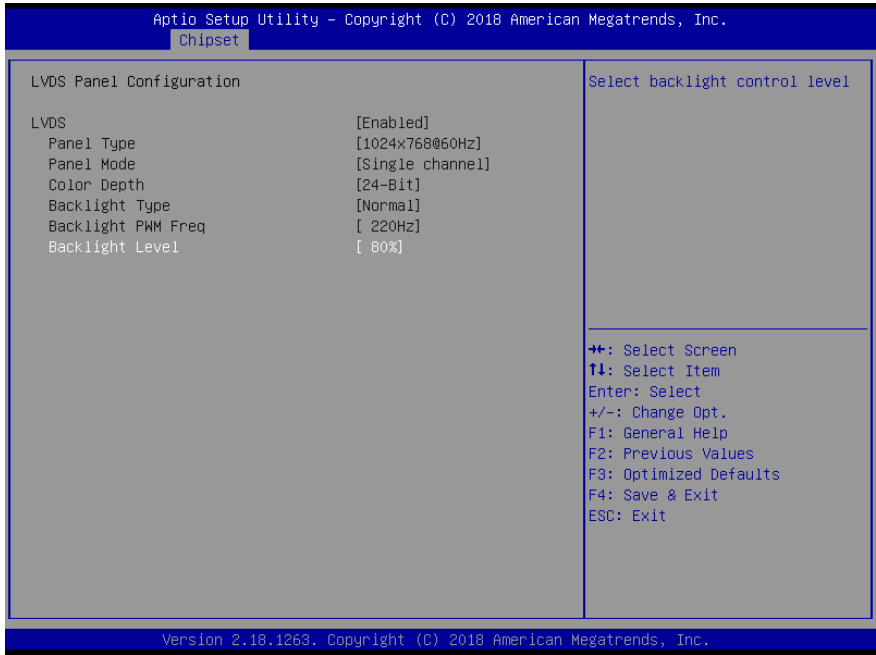 Aptio Setup Utility – Copyright (C) 2018 American Megatrends, Inc.
Chipset
LVDS Panel Configuration
LVDS [Enabled]
Panel Type [1024x768@60Hz]
Panel Mode [Single channel]
Color Depth [24-Bit]
Backlight Type [Normal]
Backlight PWM Freq [ 220Hz]
Backlight Level [ 80%]
Select backlight control level
→←: Select Screen
↑↓: Select Item
Enter: Select
+/-: Change Opt.
F1: General Help
F2: Previous Values
F3: Optimized Defaults
F4: Save & Exit
ESC: Exit
Version 2.18.1263. Copyright (C) 2018 American Megatrends, Inc.